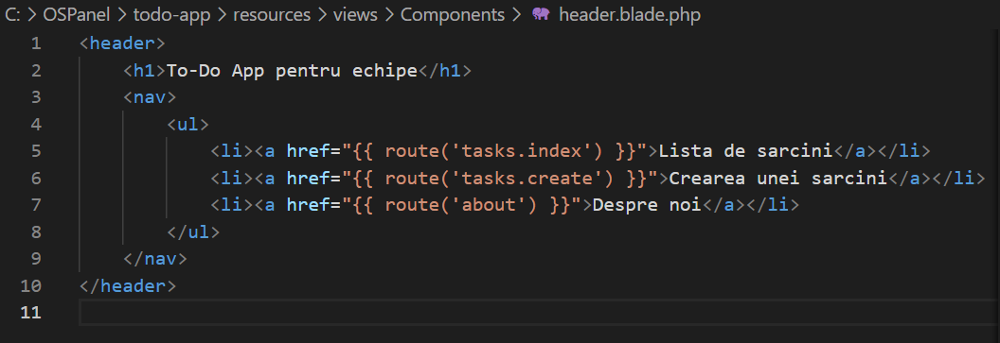 C: > OSPanel > todo-app > resources > views > Components > header.blade.php
1 <header>
2     <h1>To-Do App pentru echipe</h1>
3     <nav>
4         <ul>
5             <li><a href="{{ route('tasks.index') }}">Lista de sarcini</a></li>
6             <li><a href="{{ route('tasks.create') }}">Crearea unei sarcini</a></li>
7             <li><a href="{{ route('about') }}">Despre noi</a></li>
8         </ul>
9     </nav>
10 </header>
11